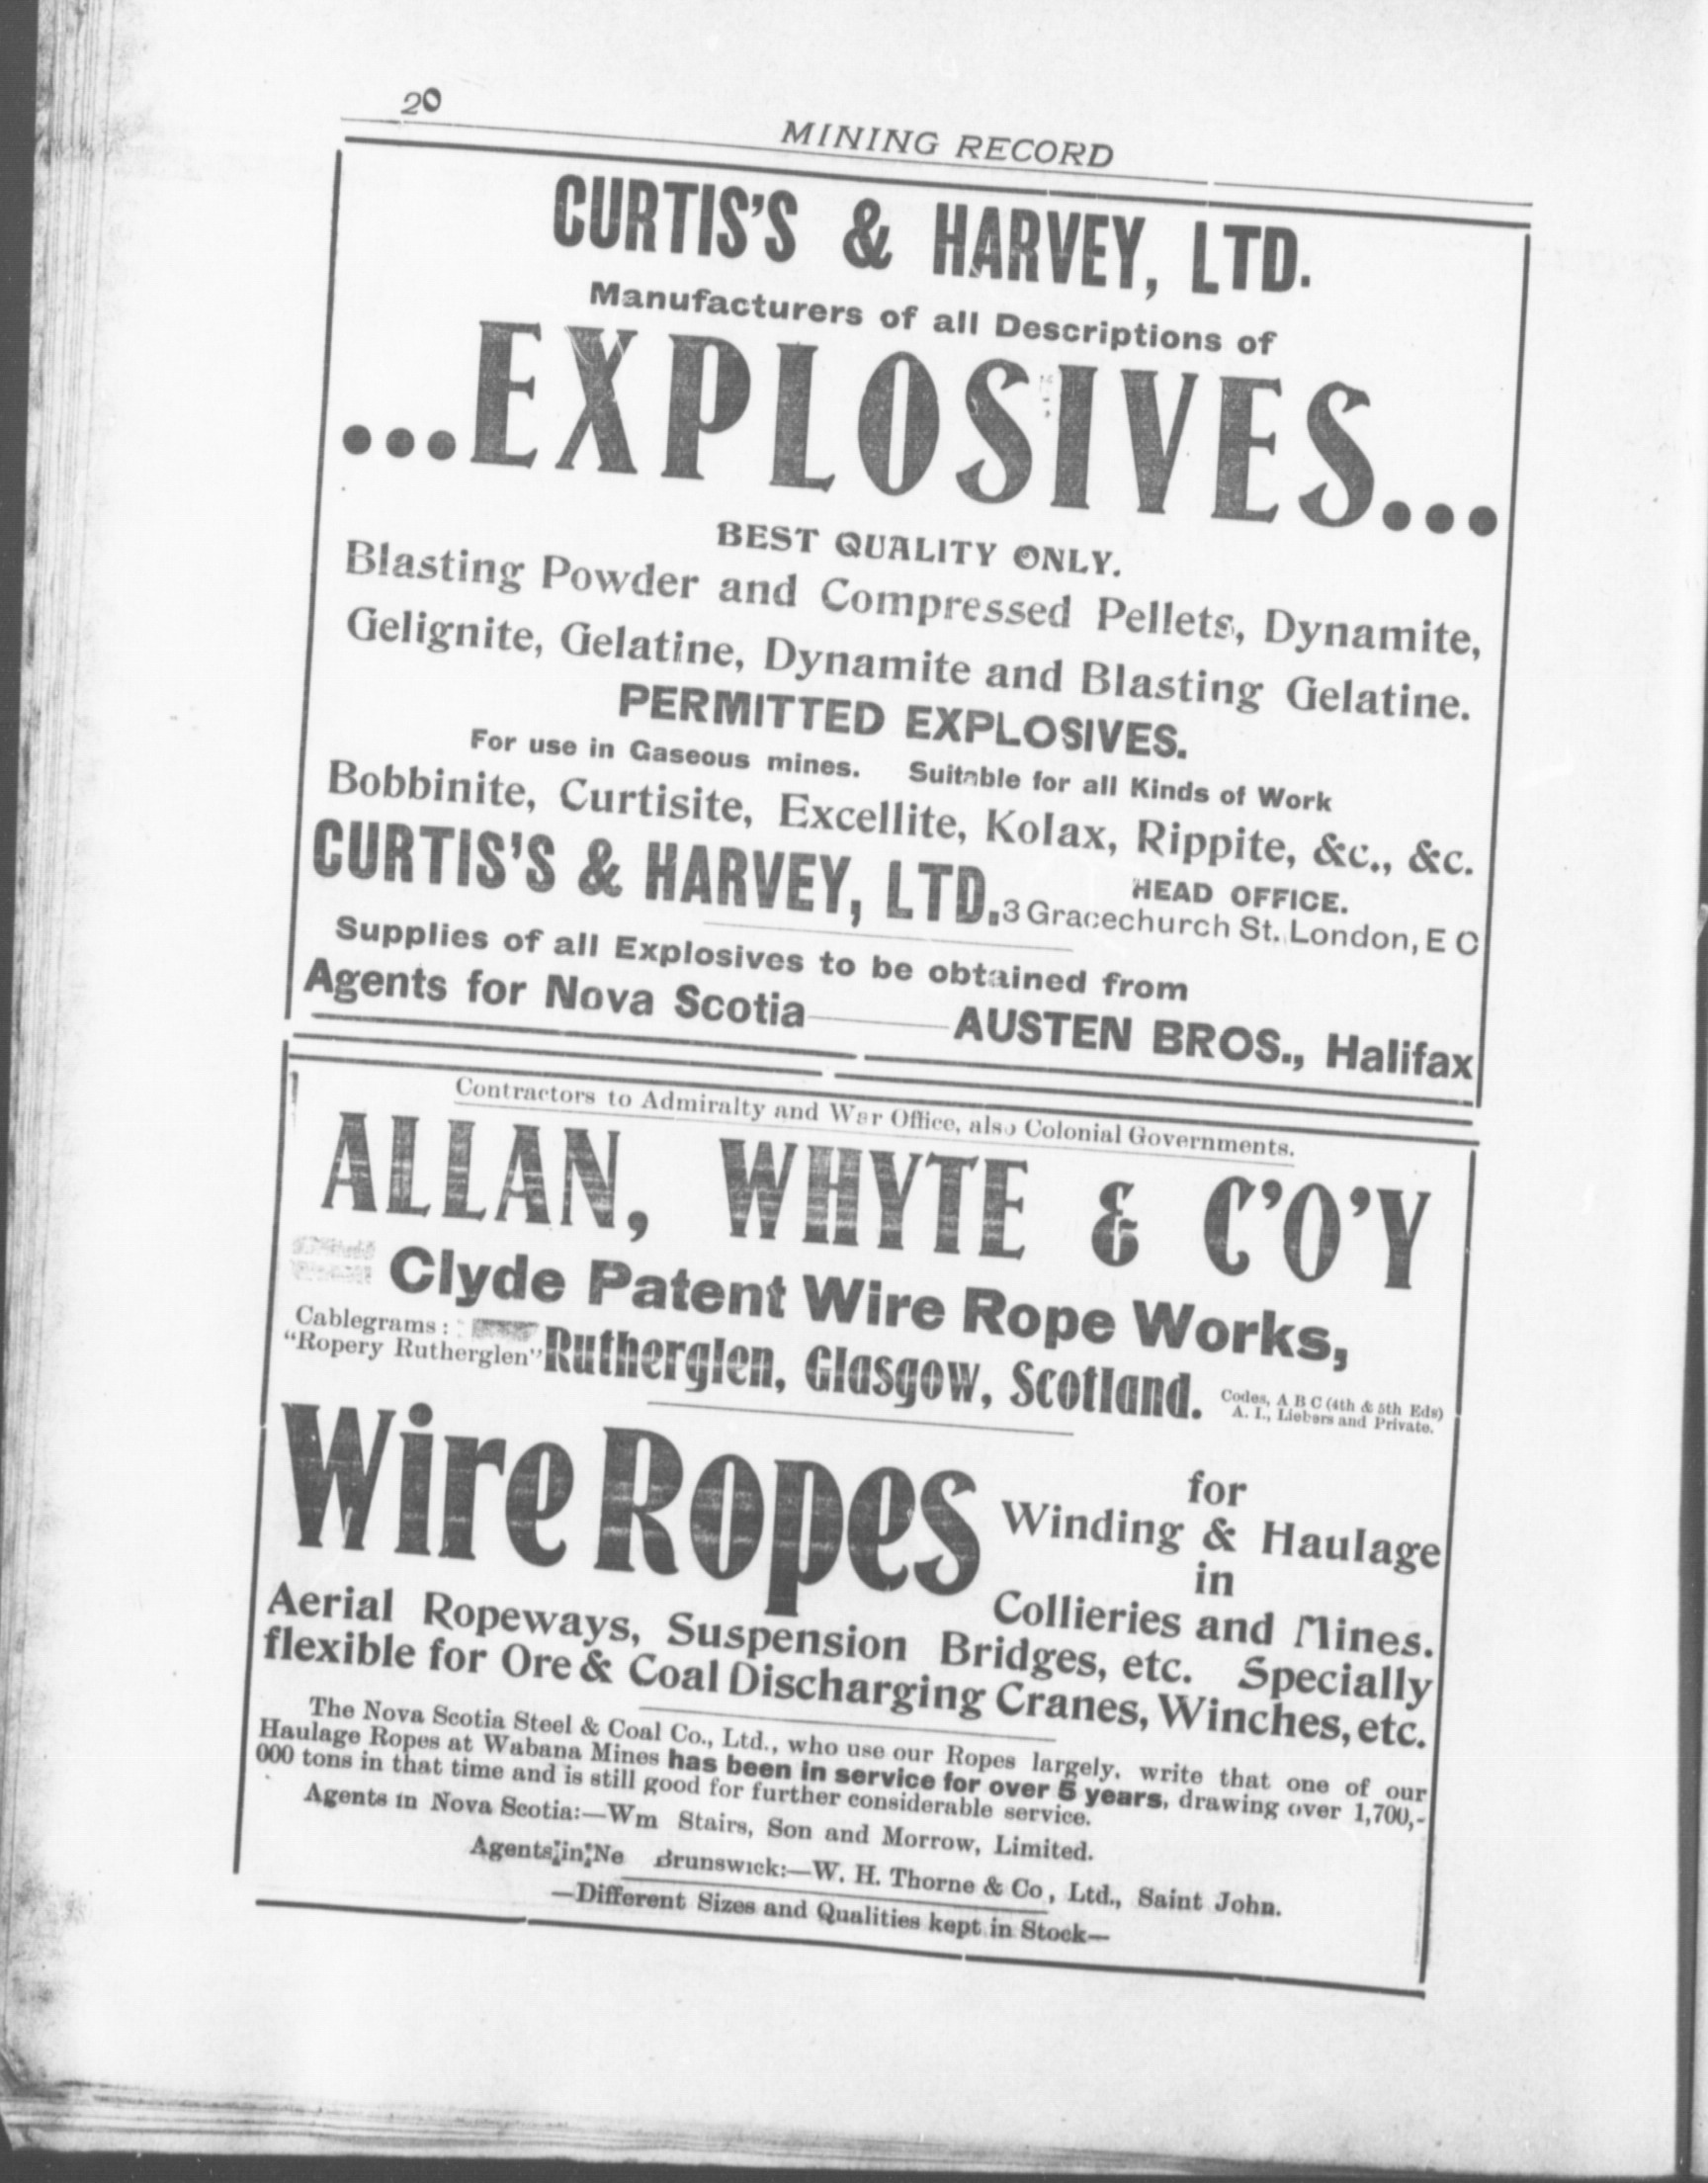 20
MINING RECORD
CURTIS'S & HARVEY, LTD.
Manufacturers of all Descriptions of
...EXPLOSIVES...
BEST QUALITY ONLY.
Blasting Powder and Compressed Pellets, Dynamite,
Gelignite, Gelatine, Dynamite and Blasting Gelatine.
PERMITTED EXPLOSIVES.
For use in Gaseous mines. Suitable for all Kinds of Work
Bobbinite, Curtisite, Excellite, Kolax, Rippite, &c., &c.
CURTIS'S & HARVEY, LTD.
HEAD OFFICE.
3 Gracechurch St. London, E C
Supplies of all Explosives to be obtained from
Agents for Nova Scotia——AUSTEN BROS., Halifax
Contractors to Admiralty and War Office, also Colonial Governments.
ALLAN, WHYTE & C'O'Y
Clyde Patent Wire Rope Works,
Cablegrams:
"Ropery Rutherglen"
Rutherglen, Glasgow, Scotland.
Codes, A B C (4th & 5th Eds)
A. I., Liebers and Private.
Wire Ropes
for
Winding & Haulage
in
Collieries and Mines.
Aerial Ropeways, Suspension Bridges, etc. Specially
flexible for Ore & Coal Discharging Cranes, Winches, etc.
The Nova Scotia Steel & Coal Co., Ltd., who use our Ropes largely, write that one of our
Haulage Ropes at Wabana Mines has been in service for over 5 years, drawing over 1,700,-
000 tons in that time and is still good for further considerable service.
Agents in Nova Scotia:—Wm Stairs, Son and Morrow, Limited.
Agents in Ne Brunswick:—W. H. Thorne & Co, Ltd., Saint John.
—Different Sizes and Qualities kept in Stock—